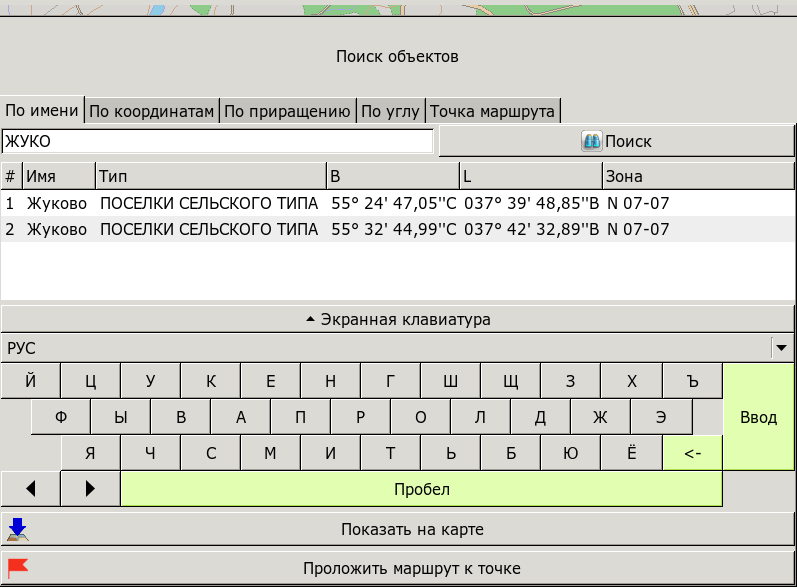 Поиск объектов
По имени По координатам По приращению По углу Точка маршрута
ЖУКО Поиск
# Имя Тип B L Зона
1 Жуково ПОСЕЛКИ СЕЛЬСКОГО ТИПА 55° 24' 47,05''С 037° 39' 48,85''В N 07-07
2 Жуково ПОСЕЛКИ СЕЛЬСКОГО ТИПА 55° 32' 44,99''С 037° 42' 32,89''В N 07-07
Экранная клавиатура
РУС
Й Ц У К Е Н Г Ш Щ З Х Ъ
Ф Ы В А П Р О Л Д Ж Э Ввод
Я Ч С М И Т Ь Б Ю Ё <-
Пробел
Показать на карте
Проложить маршрут к точке